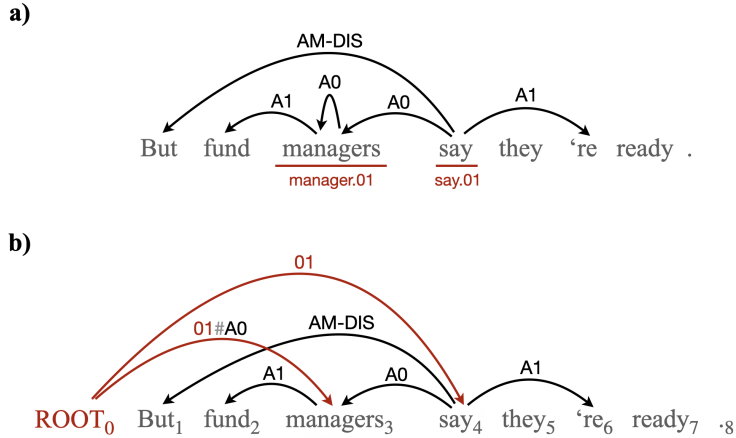 a)
AM-DIS
A0
A1
A0
A1
But fund managers say they ‘re ready .
manager.01 say.01
b)
01
01#A0
AM-DIS
A1
A0
A1
ROOT0 But1 fund2 managers3 say4 they5 ‘re6 ready7 .8